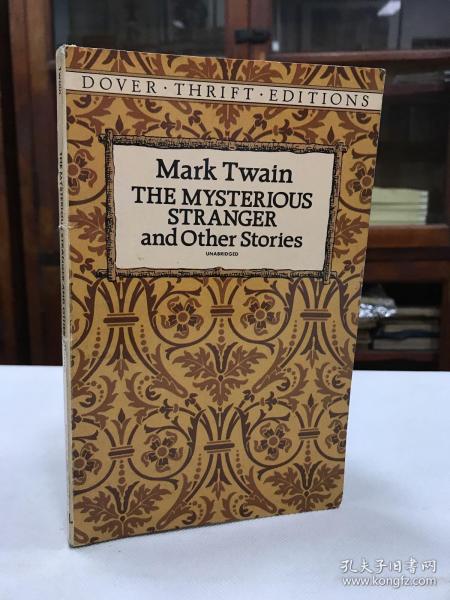 DOVER · THRIFT · EDITIONS
Mark Twain
THE MYSTERIOUS
STRANGER
and Other Stories
UNABRIDGED
TWAIN
THE MYSTERIOUS STRANGER AND OTHER
孔夫子旧书网
www.kongfz.com